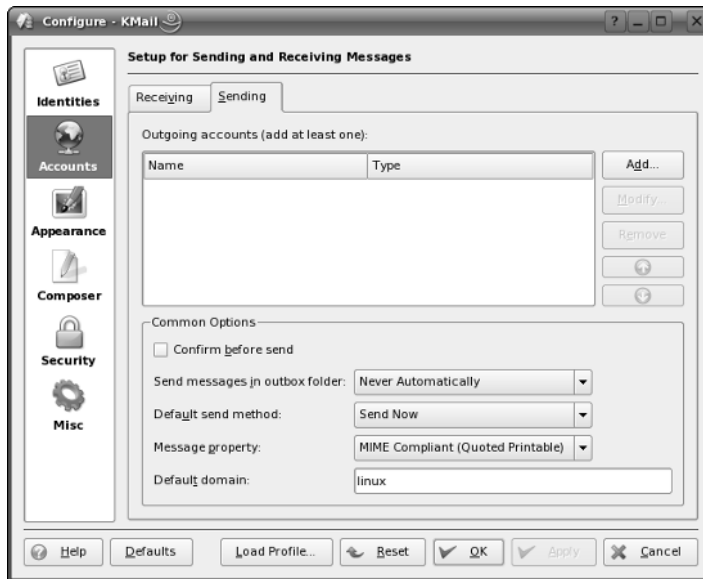 Configure - KMail
Setup for Sending and Receiving Messages
Identities
Accounts
Appearance
Composer
Security
Misc
Receiving
Sending
Outgoing accounts (add at least one):
Name
Type
Add...
Modify...
Remove
Common Options
Confirm before send
Send messages in outbox folder:
Never Automatically
Default send method:
Send Now
Message property:
MIME Compliant (Quoted Printable)
Default domain:
linux
Help
Defaults
Load Profile...
Reset
OK
Apply
Cancel